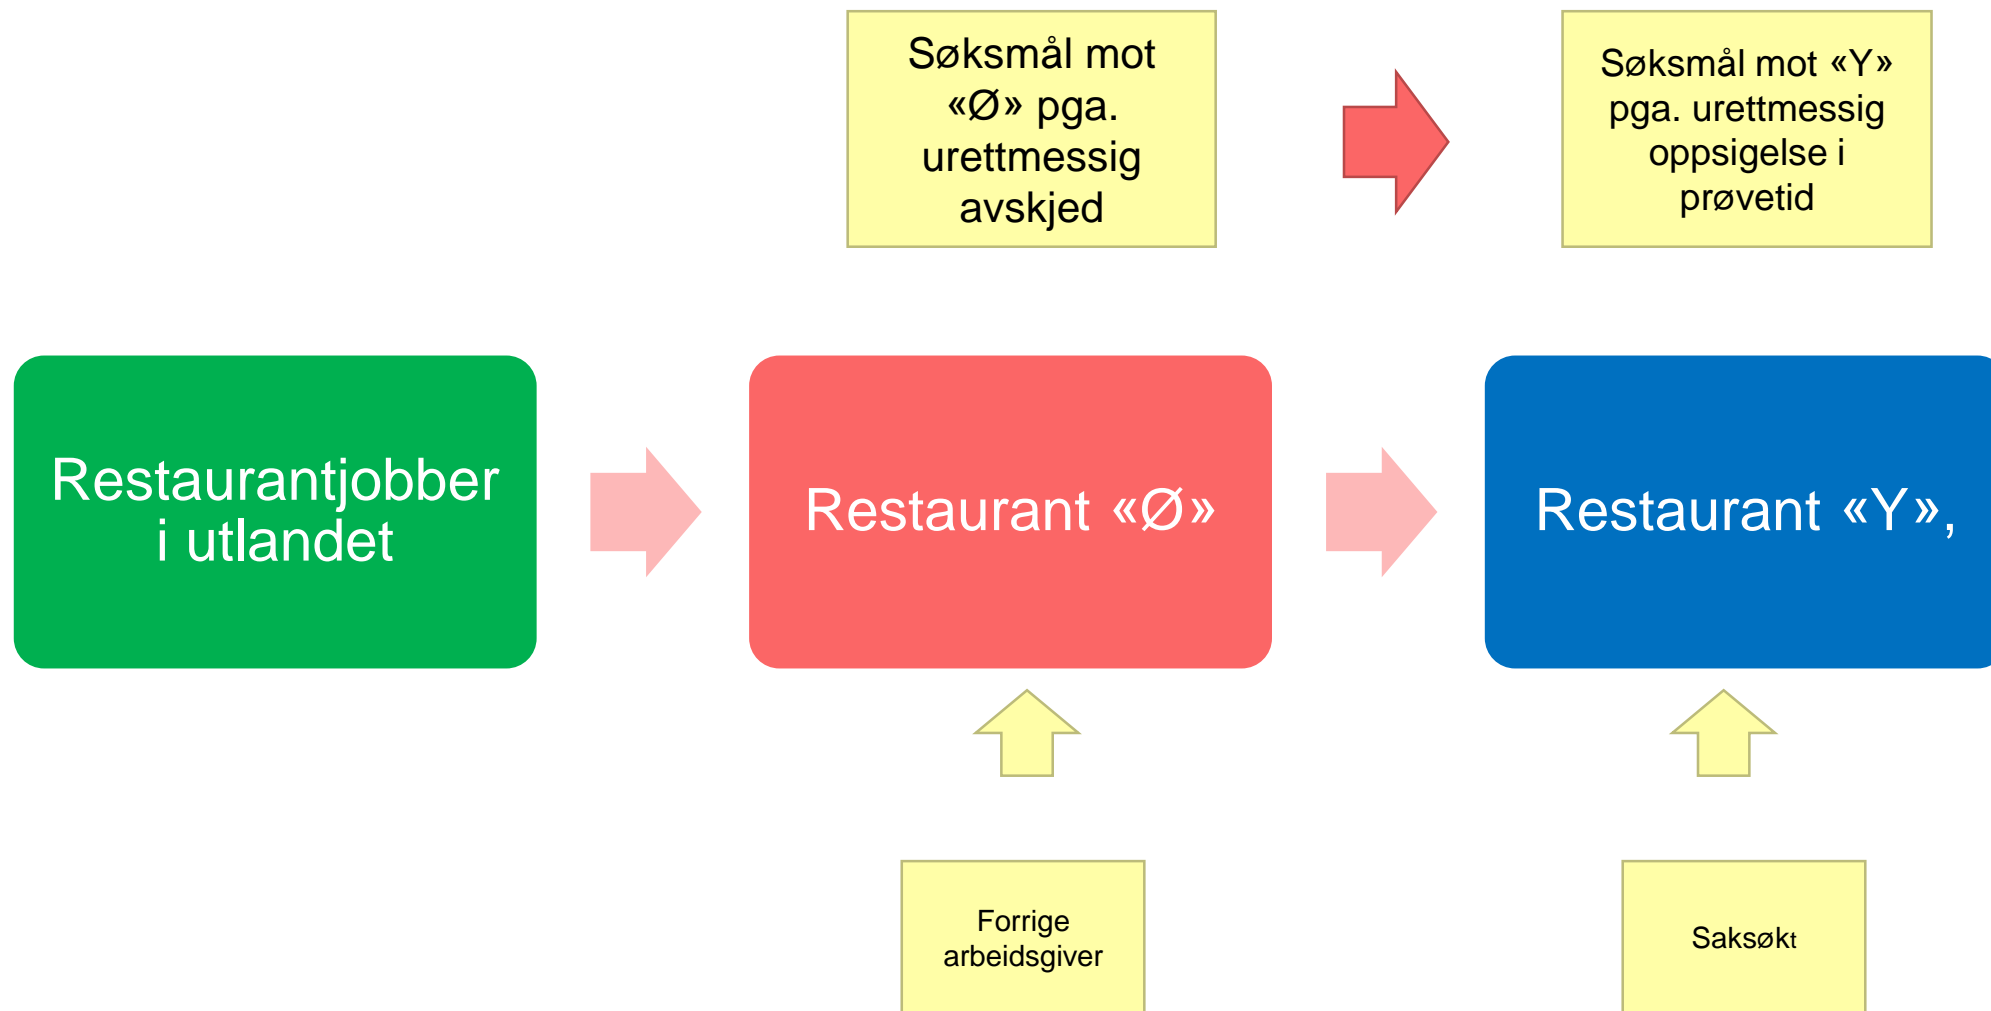 Søksmål mot
«Ø» pga.
urettmessig
avskjed
Søksmål mot «Y»
pga. urettmessig
oppsigelse i
prøvetid
Restaurantjobber
i utlandet
Restaurant «Ø»
Restaurant «Y»,
Forrige
arbeidsgiver
Saksøkt